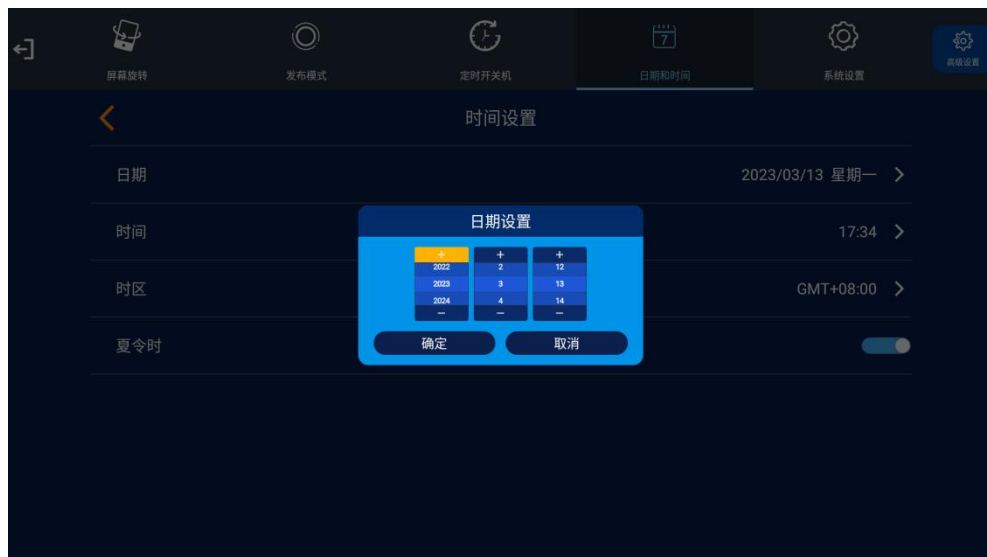 屏幕旋转
发布模式
定时开关机
7
日期和时间
系统设置
高级设置
时间设置
日期
2023/03/13 星期一
时间
17:34
时区
GMT+08:00
夏令时
日期设置
+ + +
2022 2 12
2023 3 13
2024 4 14
− − −
确定
取消